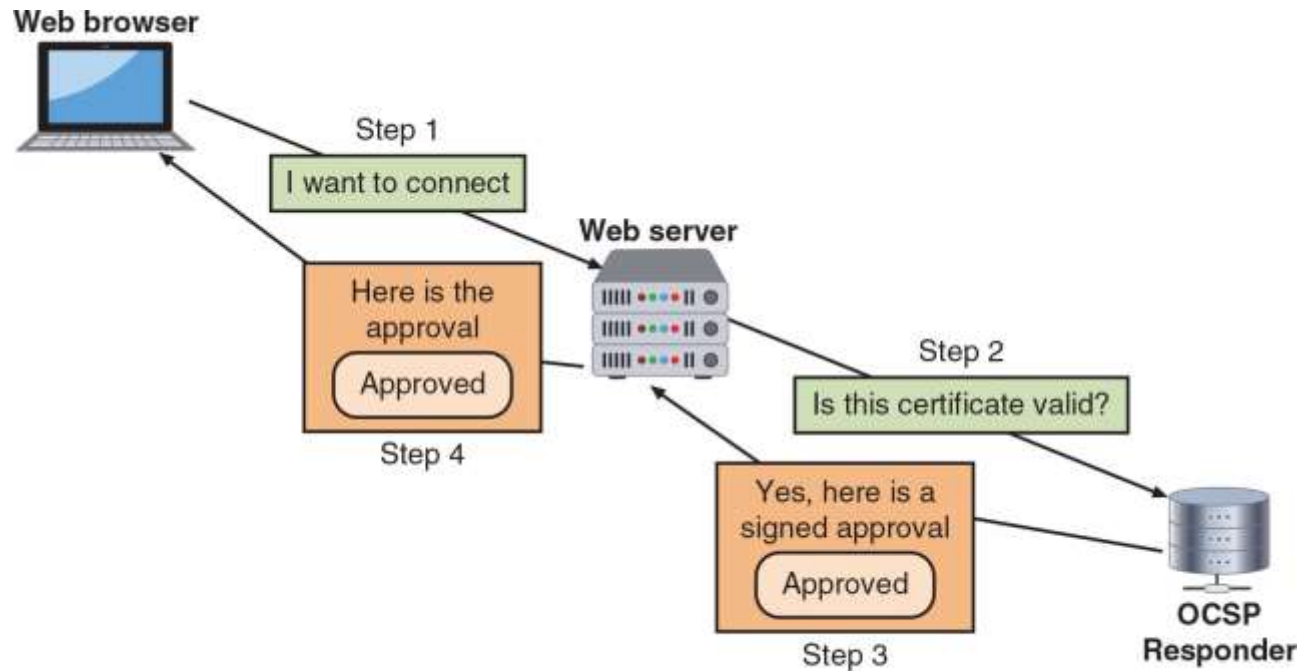 Web browser
Step 1
I want to connect
Web server
Here is the
approval
Approved
Step 4
Step 2
Is this certificate valid?
Yes, here is a
signed approval
Approved
Step 3
OCSP
Responder